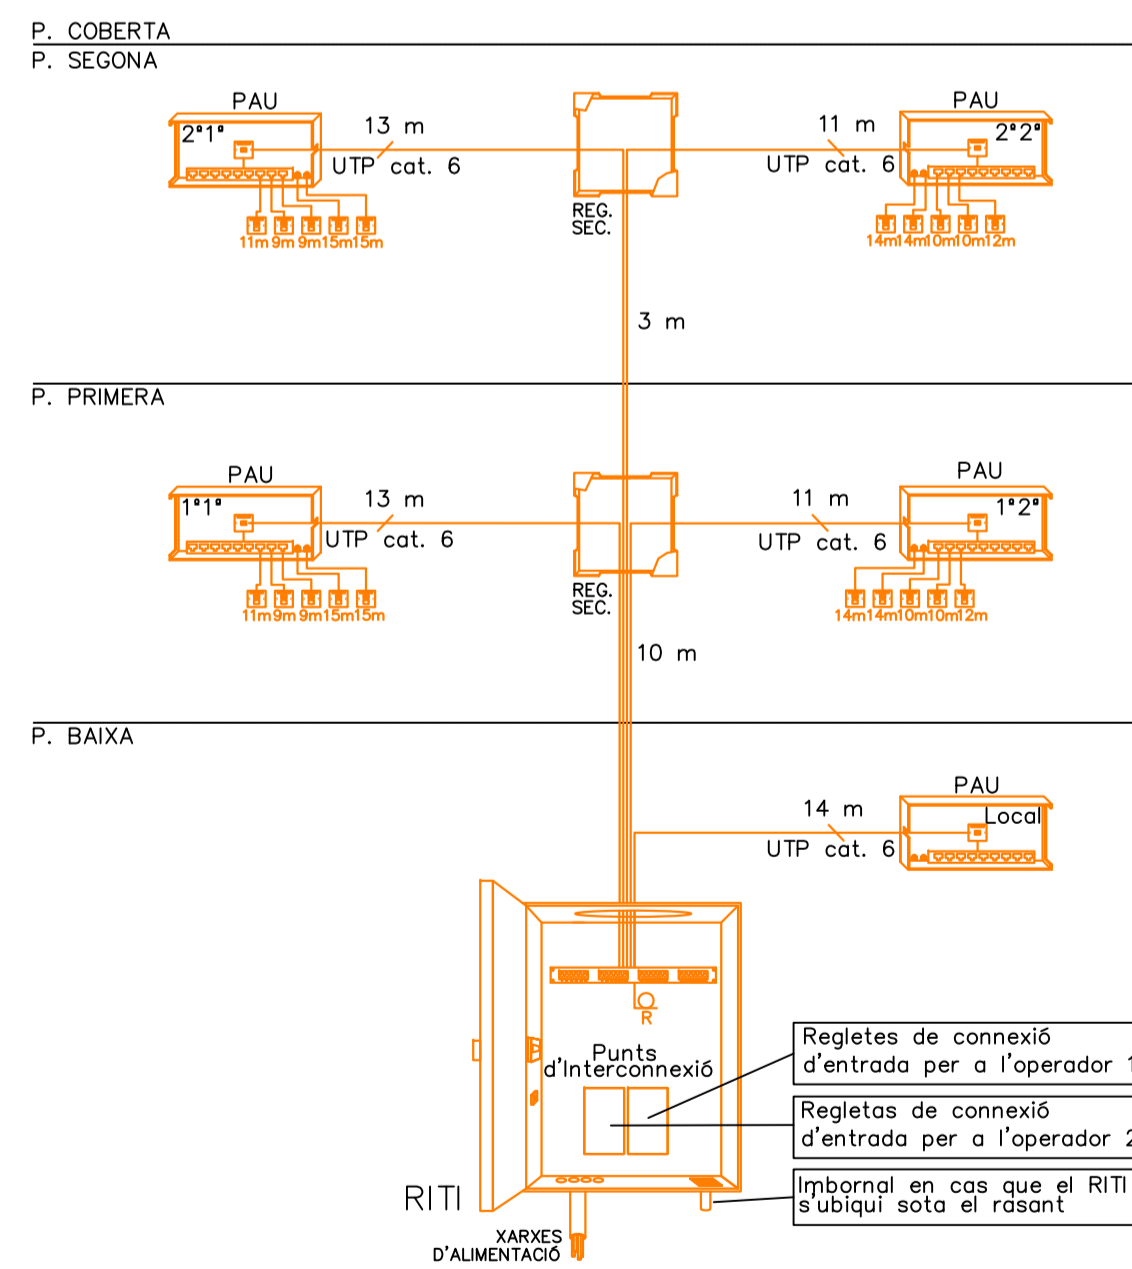 P. COBERTA
P. SEGONA
PAU
2ª1ª
13 m
UTP cat. 6
11m 9m 9m 15m 15m
REG.
SEC.
PAU
2ª2ª
11 m
UTP cat. 6
14m 14m 10m 10m 12m
3 m
P. PRIMERA
PAU
1ª1ª
13 m
UTP cat. 6
11m 9m 9m 15m 15m
REG.
SEC.
PAU
1ª2ª
11 m
UTP cat. 6
14m 14m 10m 10m 12m
10 m
P. BAIXA
PAU
Local
14 m
UTP cat. 6
R
Punts
d'Interconnexió
Regletes de connexió
d'entrada per a l'operador 1
Regletas de connexió
d'entrada per a l'operador 2
Imbornal en cas que el RITI
s'ubiqui sota el rasant
RITI
XARXES
D'ALIMENTACIÓ